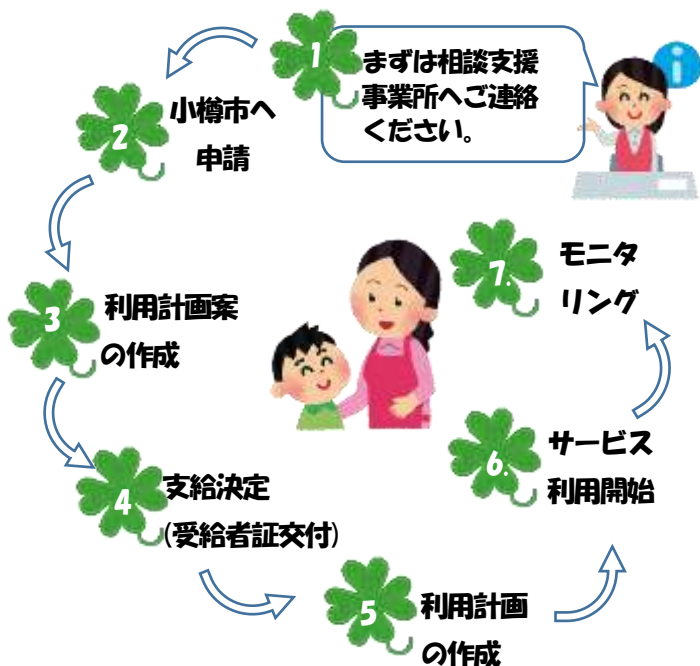 1
まずは相談支援
事業所へご連絡
ください。
i
2
小樽市へ
申請
3
利用計画案
の作成
4
支給決定
(受給者証交付)
5
利用計画
の作成
6.
サービス
利用開始
7.
モニタ
リング